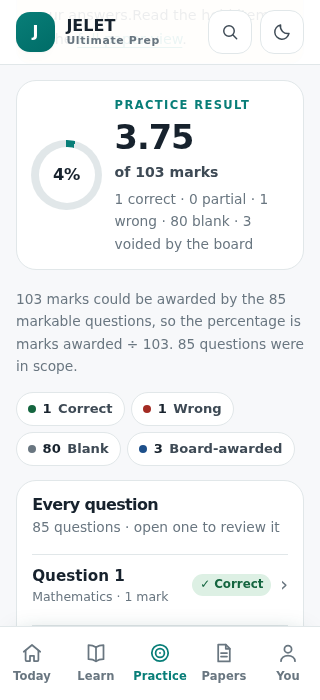 J
JELET
Ultimate Prep
PRACTICE RESULT
4%
3.75
of 103 marks
1 correct · 0 partial · 1
wrong · 80 blank · 3
voided by the board
103 marks could be awarded by the 85
markable questions, so the percentage is
marks awarded ÷ 103. 85 questions were
in scope.
1 Correct
1 Wrong
80 Blank
3 Board-awarded
Every question
85 questions · open one to review it
Question 1
✓ Correct
Mathematics · 1 mark
Today
Learn
Practice
Papers
You